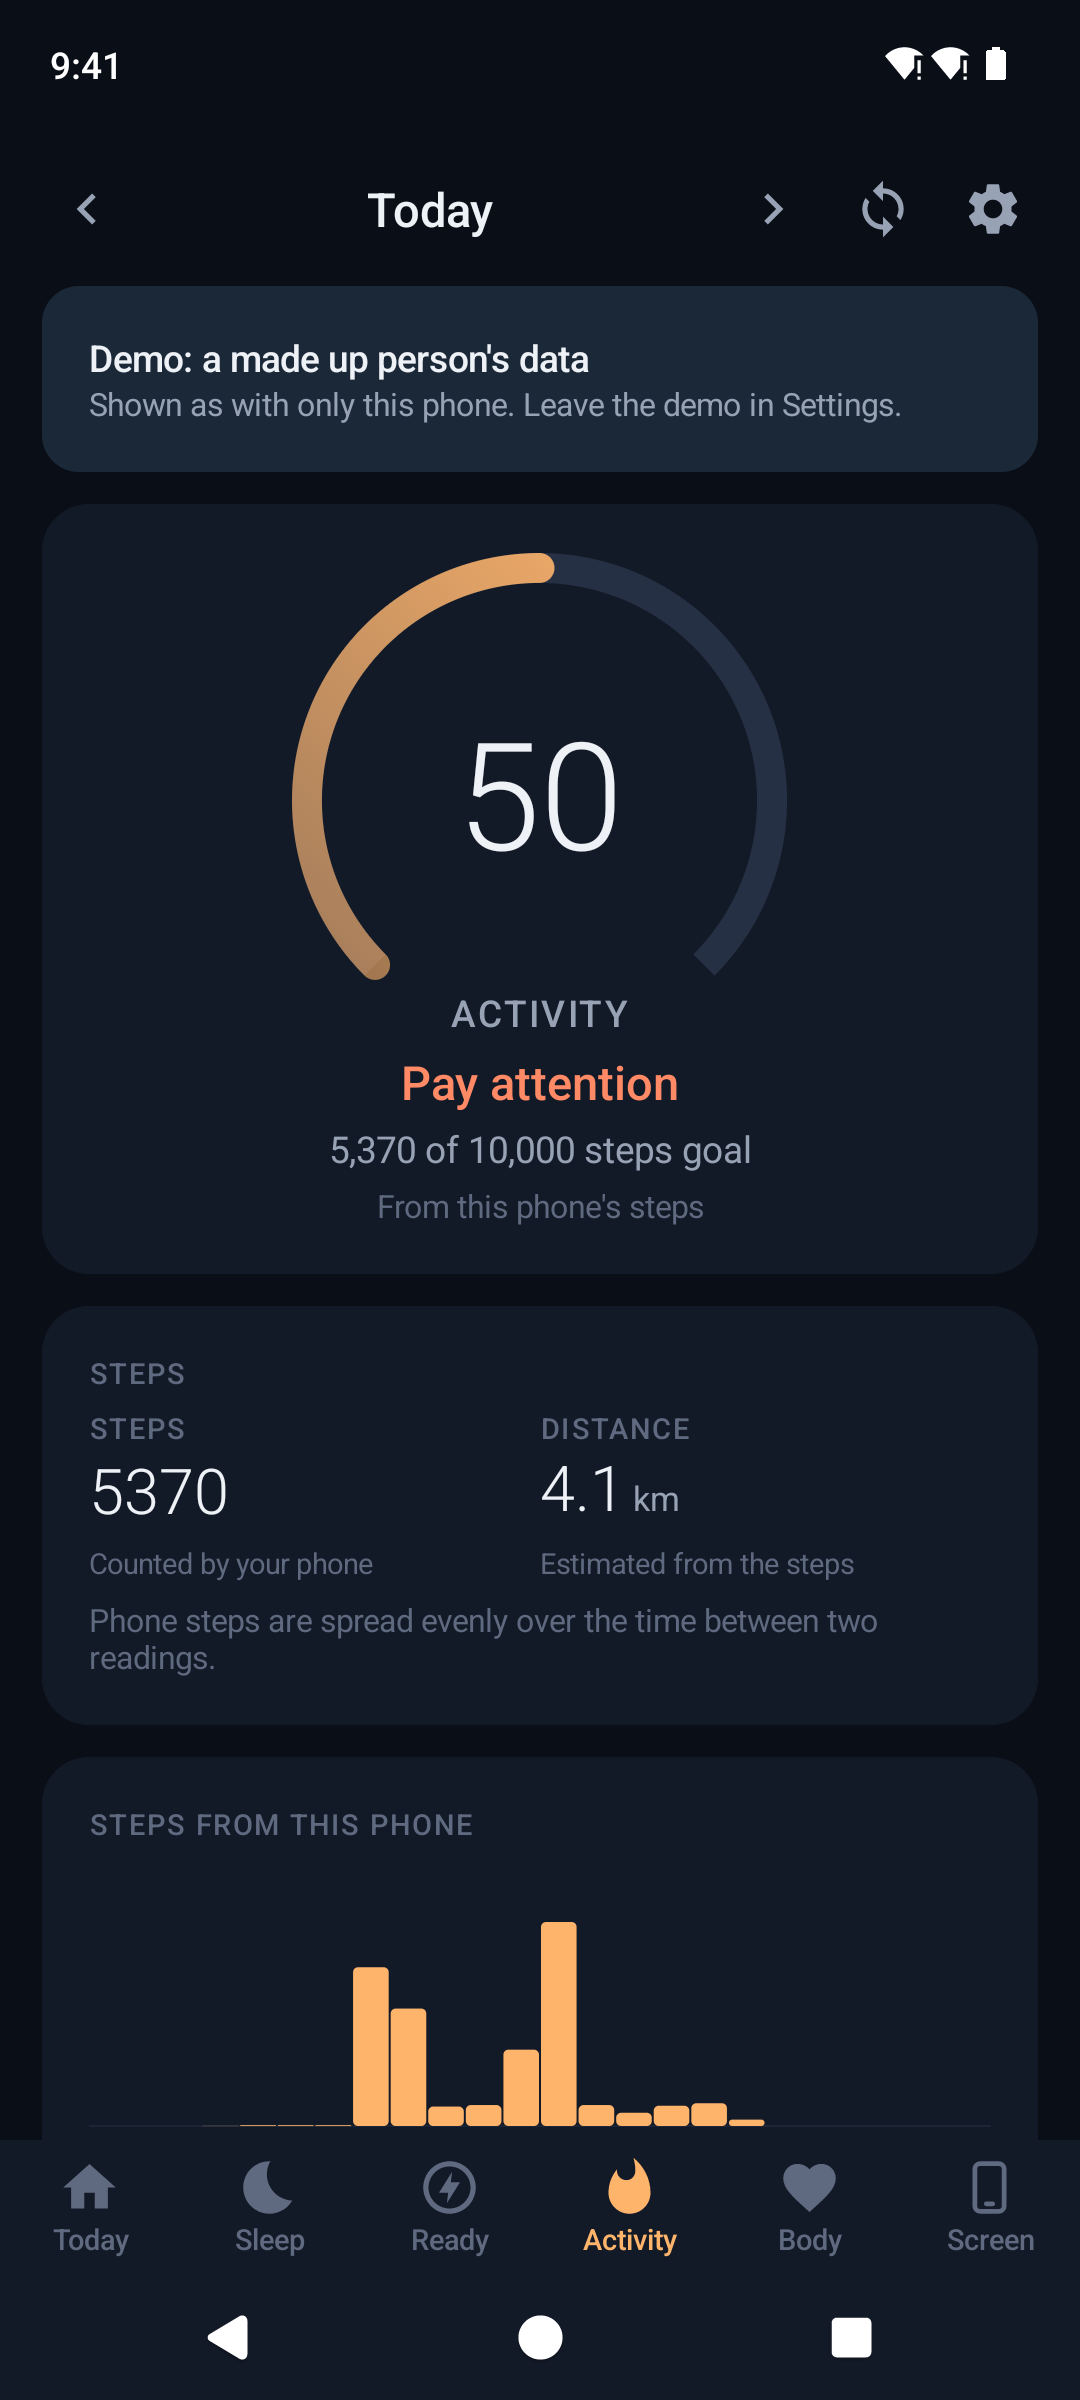 9:41
Today
Demo: a made up person's data
Shown as with only this phone. Leave the demo in Settings.
50
ACTIVITY
Pay attention
5,370 of 10,000 steps goal
From this phone's steps
STEPS
STEPS DISTANCE
5370 4.1 km
Counted by your phone Estimated from the steps
Phone steps are spread evenly over the time between two
readings.
STEPS FROM THIS PHONE
Today Sleep Ready Activity Body Screen